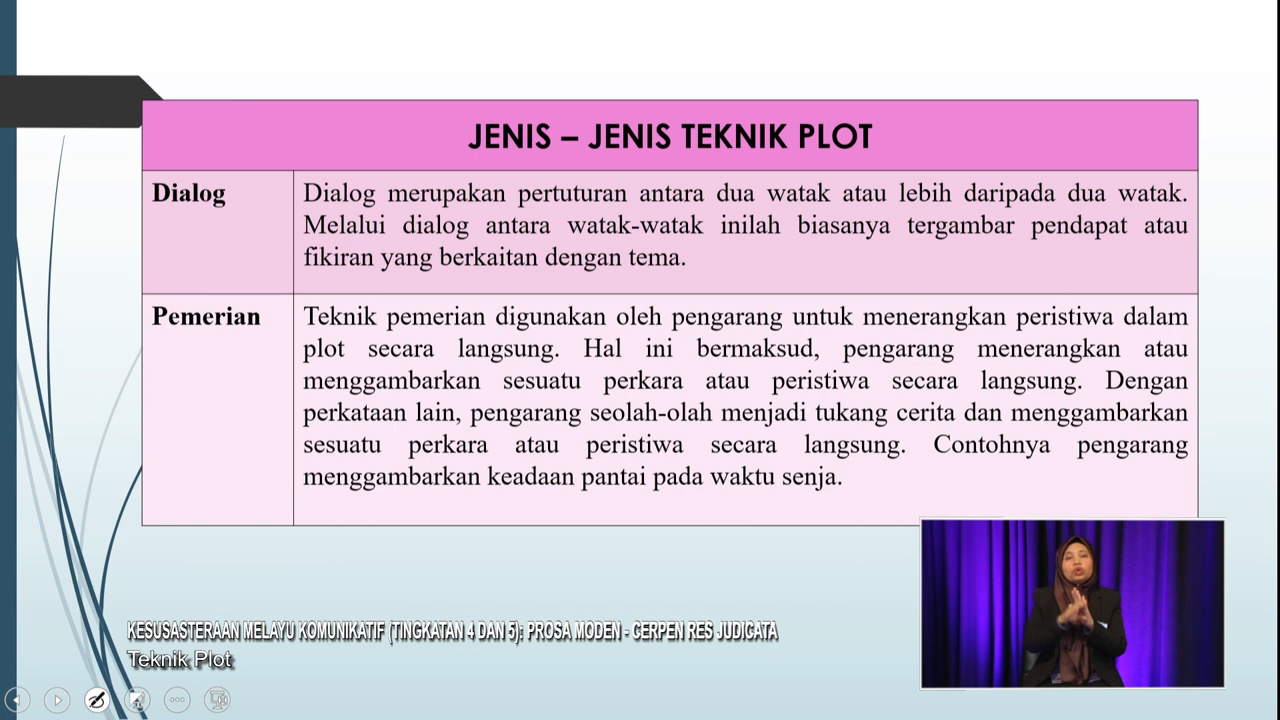 JENIS – JENIS TEKNIK PLOT
Dialog
Dialog merupakan pertuturan antara dua watak atau lebih daripada dua watak.
Melalui dialog antara watak-watak inilah biasanya tergambar pendapat atau
fikiran yang berkaitan dengan tema.
Pemerian
Teknik pemerian digunakan oleh pengarang untuk menerangkan peristiwa dalam
plot secara langsung. Hal ini bermaksud, pengarang menerangkan atau
menggambarkan sesuatu perkara atau peristiwa secara langsung. Dengan
perkataan lain, pengarang seolah-olah menjadi tukang cerita dan menggambarkan
sesuatu perkara atau peristiwa secara langsung. Contohnya pengarang
menggambarkan keadaan pantai pada waktu senja.
KESUSASTERAAN MELAYU KOMUNIKATIF (TINGKATAN 4 DAN 5): PROSA MODEN - CERPEN RES JUDICATA
Teknik Plot